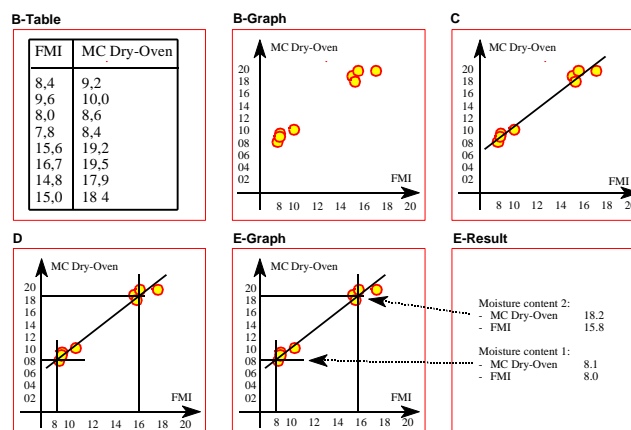 B-Table
FMI MC Dry-Oven
8,4 9,2
9,6 10,0
8,0 8,6
7,8 8,4
15,6 19,2
16,7 19,5
14,8 17,9
15,0 18 4
B-Graph
MC Dry-Oven
20
18
16
14
12
10
08
06
04
02
FMI
8 10 12 14 16 18 20
C
MC Dry-Oven
20
18
16
14
12
10
08
06
04
02
FMI
8 10 12 14 16 18 20
D
MC Dry-Oven
20
18
16
14
12
10
08
06
04
02
FMI
8 10 12 14 16 18 20
E-Graph
MC Dry-Oven
20
18
16
14
12
10
08
06
04
02
FMI
8 10 12 14 16 18 20
E-Result
Moisture content 2:
- MC Dry-Oven 18.2
- FMI 15.8
Moisture content 1:
- MC Dry-Oven 8.1
- FMI 8.0